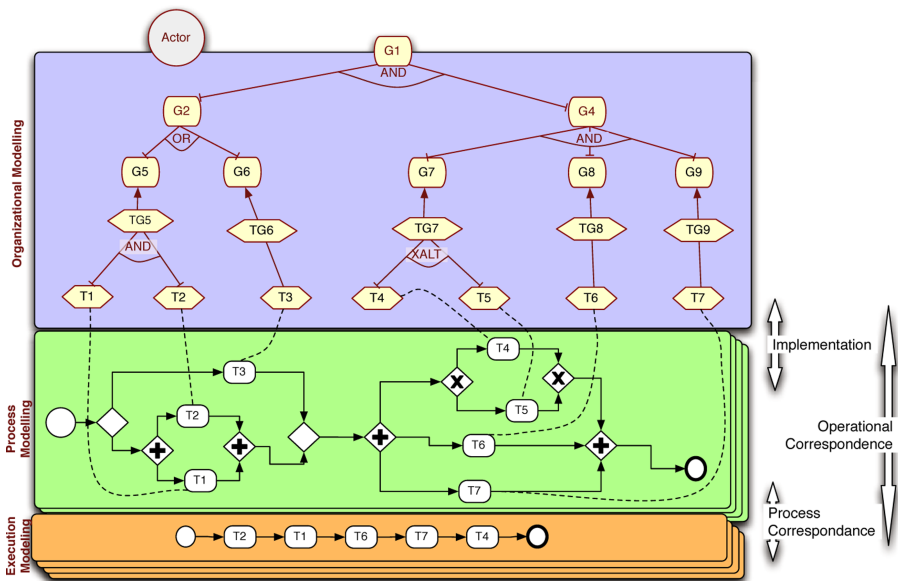 Actor
G1
AND
G2
G4
OR
AND
G5
G6
G7
G8
G9
TG5
TG6
TG7
TG8
TG9
AND
XALT
T1
T2
T3
T4
T5
T6
T7
Organizational Modelling
Implementation
Operational
Correspondence
Process
Correspondance
Process
Modelling
T3
T2
T1
T4
T5
T6
T7
Execution
Modeling
T2
T1
T6
T7
T4